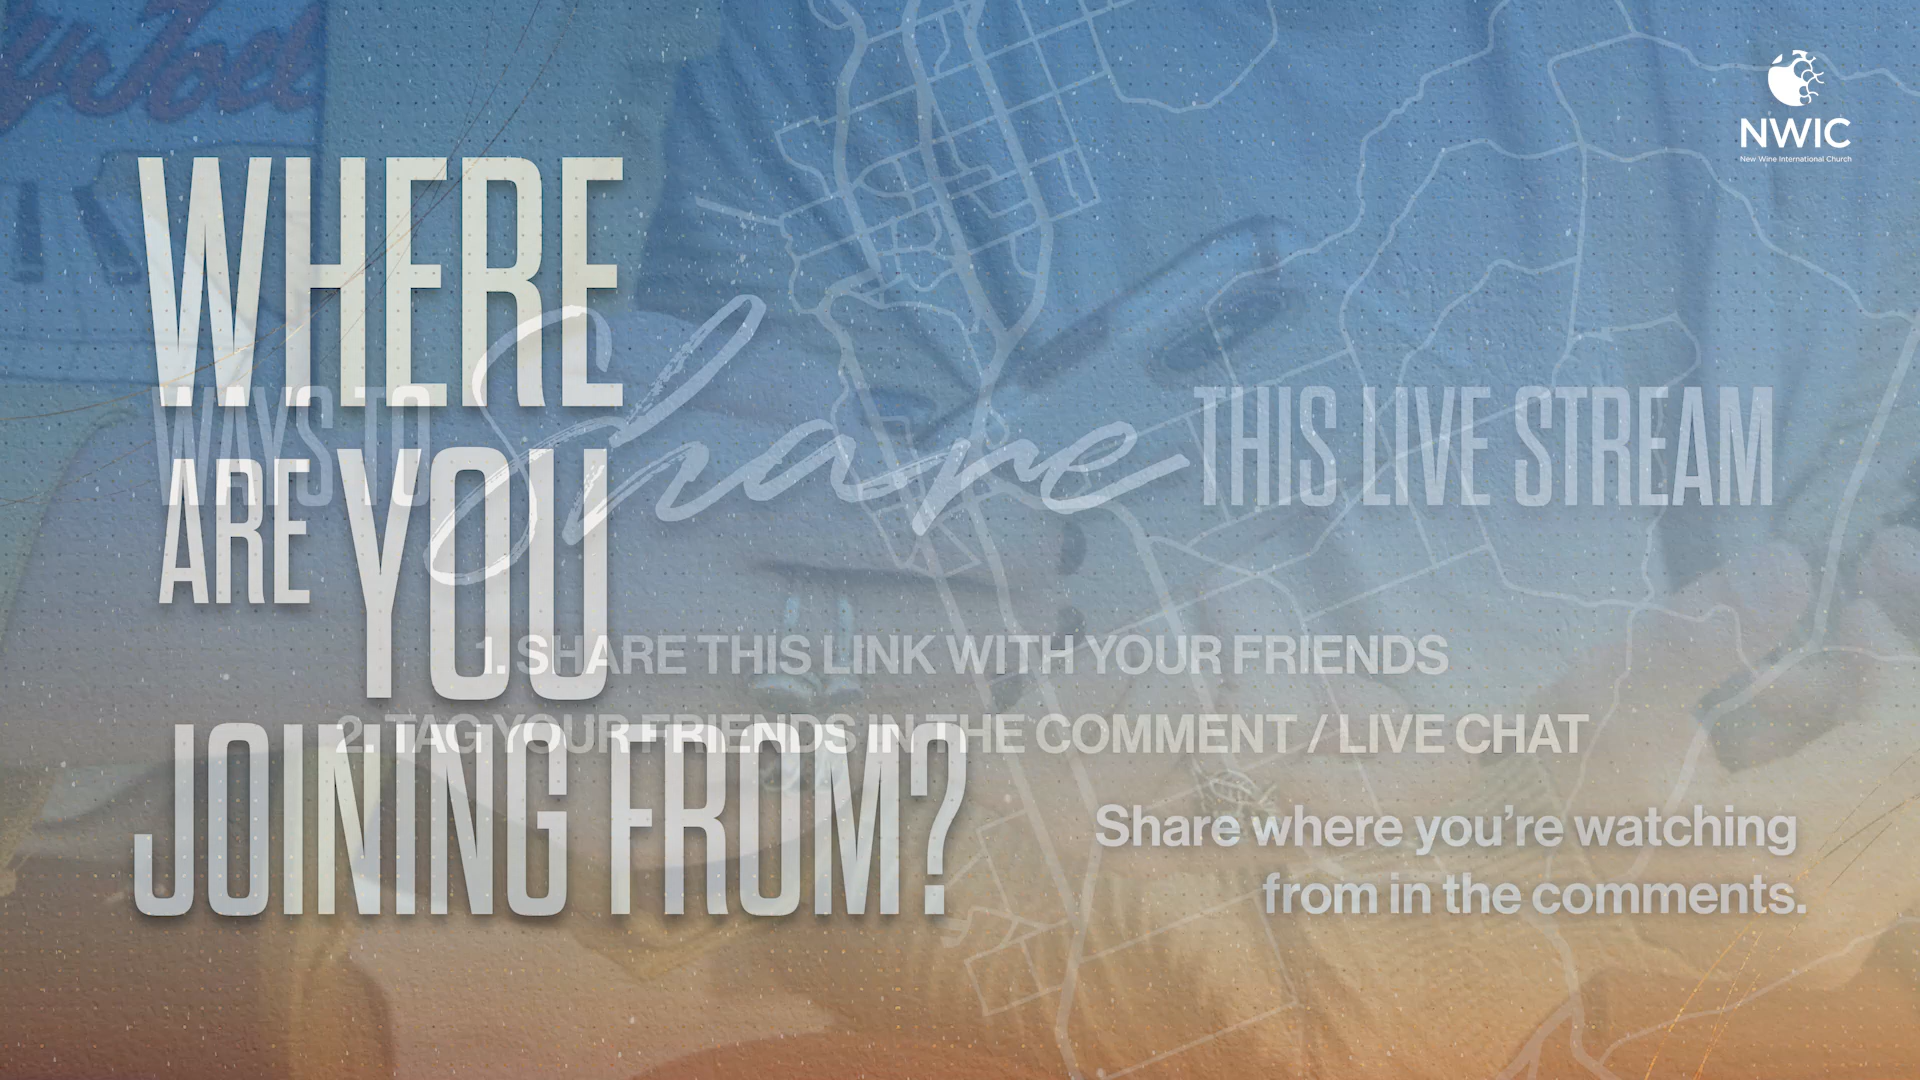 NWIC
New Wine International Church
WHERE
ARE YOU
JOINING FROM?
WAYS TO Share THIS LIVE STREAM
1. SHARE THIS LINK WITH YOUR FRIENDS
2. TAG YOUR FRIENDS IN THE COMMENT / LIVE CHAT
Share where you’re watching
from in the comments.